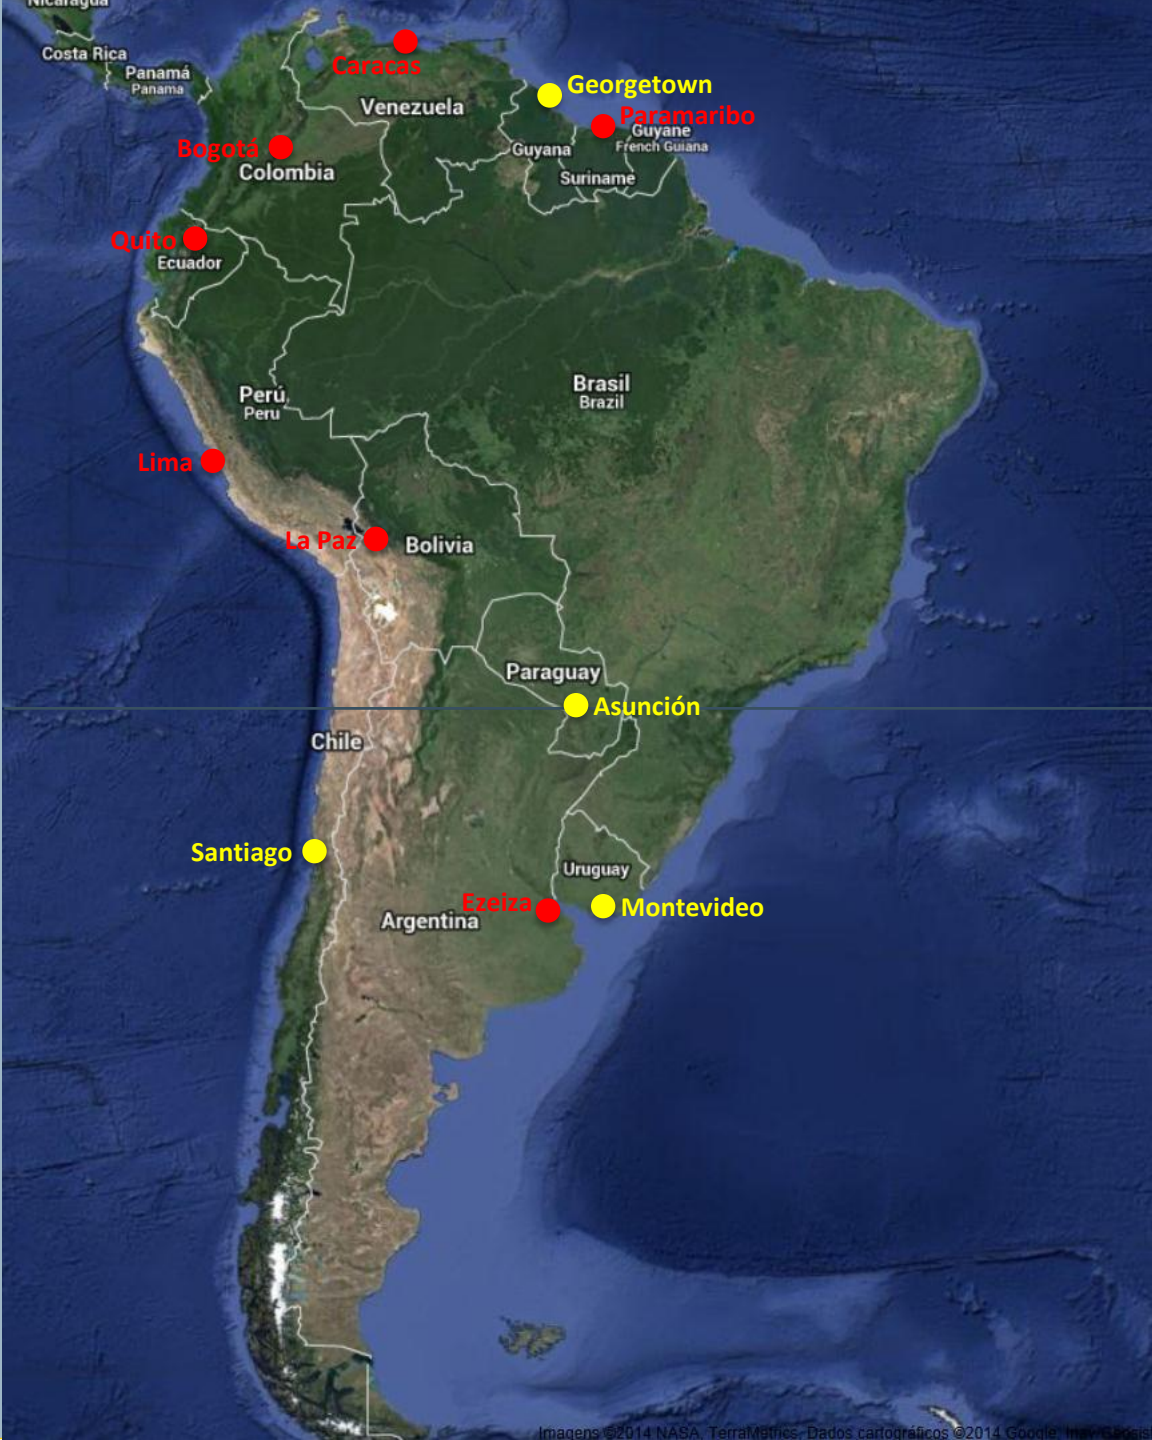 Nicaragua
Costa Rica
Panamá
Panama
Caracas
Venezuela
Georgetown
Paramaribo
Guyane
French Guiana
Guyana
Suriname
Bogotá
Colombia
Quito
Ecuador
Perú
Peru
Brasil
Brazil
Lima
La Paz
Bolivia
Paraguay
Asunción
Chile
Santiago
Uruguay
Ezeiza
Montevideo
Argentina
Imagens ©2014 NASA, TerraMetrics, Dados cartográficos ©2014 Google, Inav/Geosis